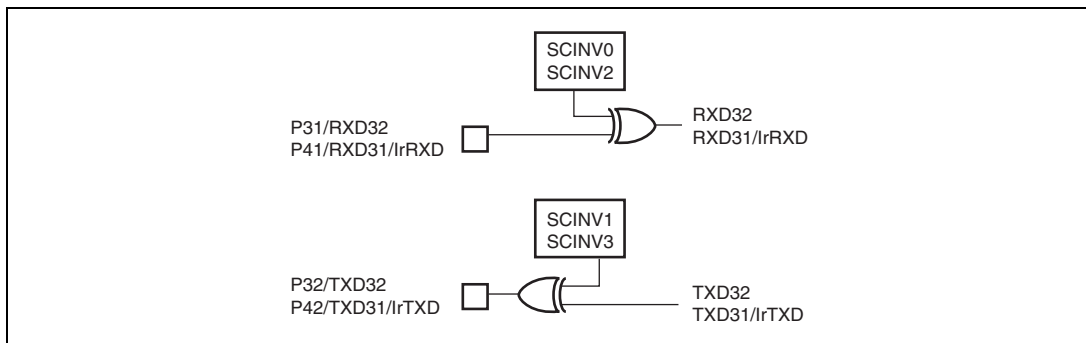 SCINV0
SCINV2
P31/RXD32
P41/RXD31/IrRXD
RXD32
RXD31/IrRXD
SCINV1
SCINV3
P32/TXD32
P42/TXD31/IrTXD
TXD32
TXD31/IrTXD